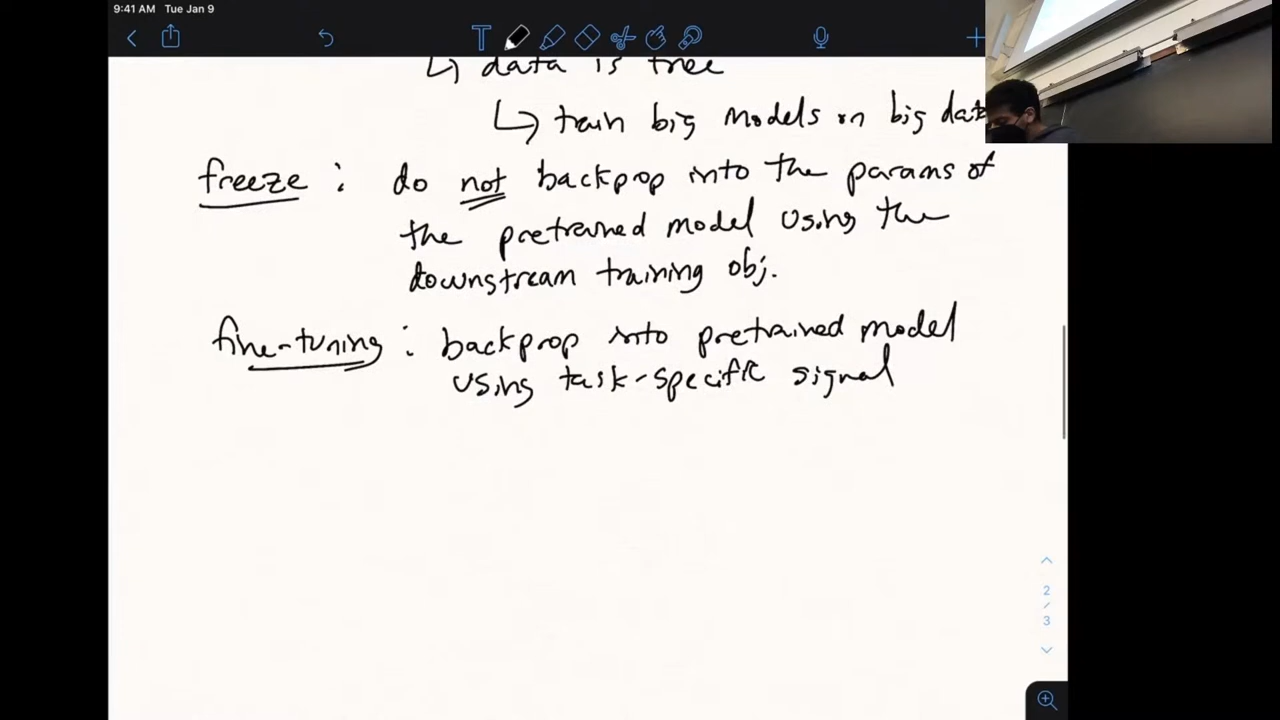 9:41 AM Tue Jan 9
↳ data is free
↳ train big models on big data
freeze : do not backprop into the params of
the pretrained model using the
downstream training obj.
fine-tuning : backprop into pretrained model
using task-specific signal
2
/
3